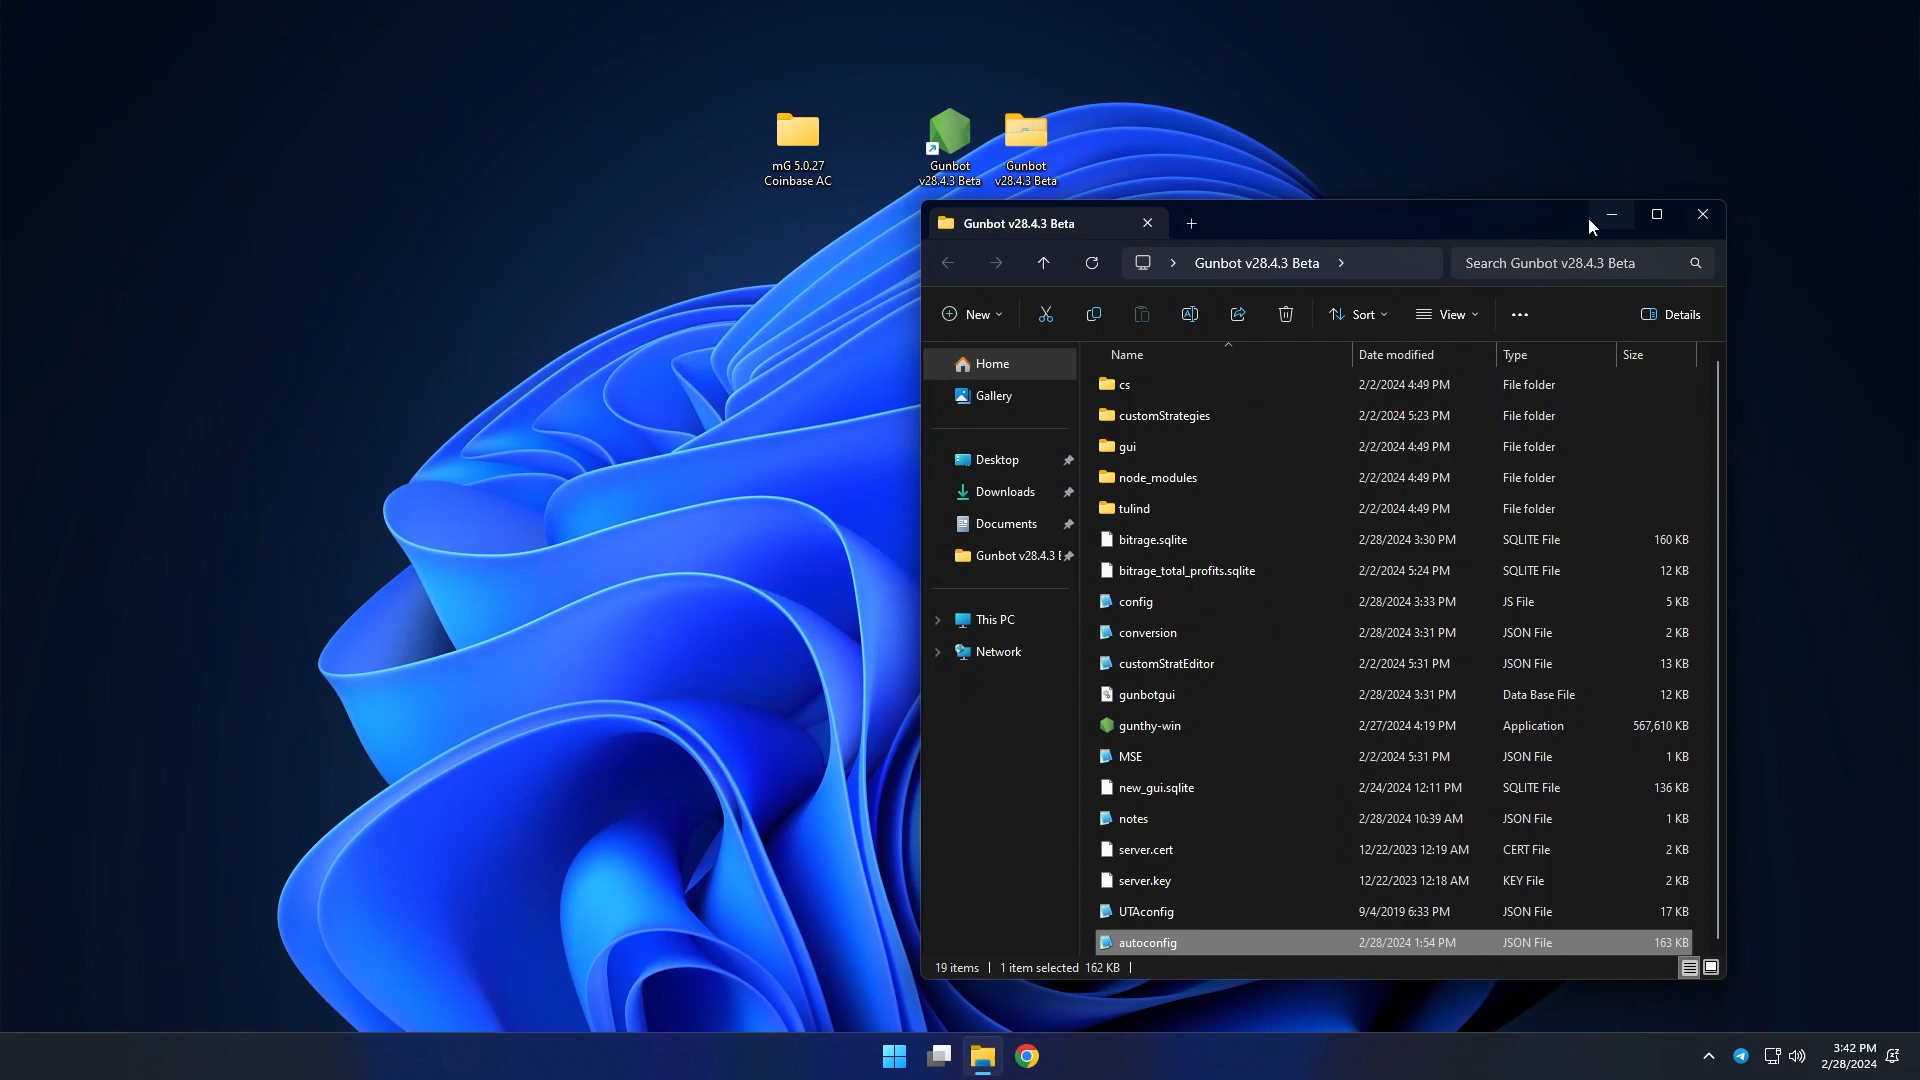 mG 5.0.27
Coinbase AC
Gunbot
v28.4.3 Beta
Gunbot
v28.4.3 Beta
Gunbot v28.4.3 Beta
Gunbot v28.4.3 Beta
Search Gunbot v28.4.3 Beta
New
Sort
View
Details
Home
Gallery
Desktop
Downloads
Documents
Gunbot v28.4.3 B
This PC
Network
Name Date modified Type Size
cs 2/2/2024 4:49 PM File folder
customStrategies 2/2/2024 5:23 PM File folder
gui 2/2/2024 4:49 PM File folder
node_modules 2/2/2024 4:49 PM File folder
tulind 2/2/2024 4:49 PM File folder
bitrage.sqlite 2/28/2024 3:30 PM SQLITE File 160 KB
bitrage_total_profits.sqlite 2/2/2024 5:24 PM SQLITE File 12 KB
config 2/28/2024 3:33 PM JS File 5 KB
conversion 2/28/2024 3:31 PM JSON File 2 KB
customStratEditor 2/2/2024 5:31 PM JSON File 13 KB
gunbotgui 2/28/2024 3:31 PM Data Base File 12 KB
gunthy-win 2/27/2024 4:19 PM Application 567,610 KB
MSE 2/2/2024 5:31 PM JSON File 1 KB
new_gui.sqlite 2/24/2024 12:11 PM SQLITE File 136 KB
notes 2/28/2024 10:39 AM JSON File 1 KB
server.cert 12/22/2023 12:19 AM CERT File 2 KB
server.key 12/22/2023 12:18 AM KEY File 2 KB
UTAconfig 9/4/2019 6:33 PM JSON File 17 KB
autoconfig 2/28/2024 1:54 PM JSON File 163 KB
19 items 1 item selected 162 KB
3:42 PM
2/28/2024